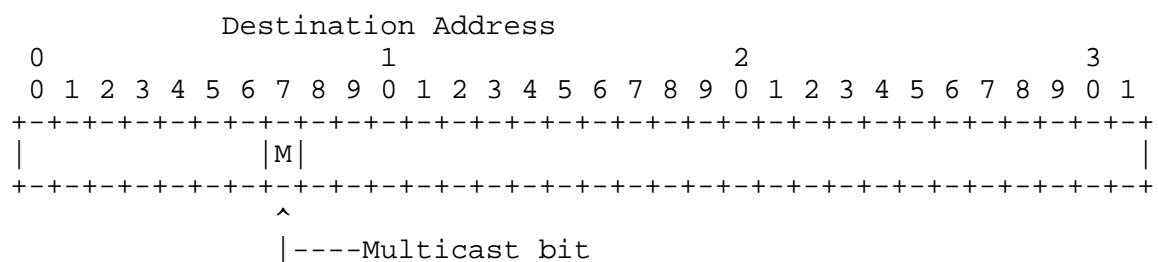 Destination Address
 0                   1                   2                   3
 0 1 2 3 4 5 6 7 8 9 0 1 2 3 4 5 6 7 8 9 0 1 2 3 4 5 6 7 8 9 0 1
+-+-+-+-+-+-+-+-+-+-+-+-+-+-+-+-+-+-+-+-+-+-+-+-+-+-+-+-+-+-+-+-+
|             |M|                                               |
+-+-+-+-+-+-+-+-+-+-+-+-+-+-+-+-+-+-+-+-+-+-+-+-+-+-+-+-+-+-+-+-+
               ^
               |----Multicast bit